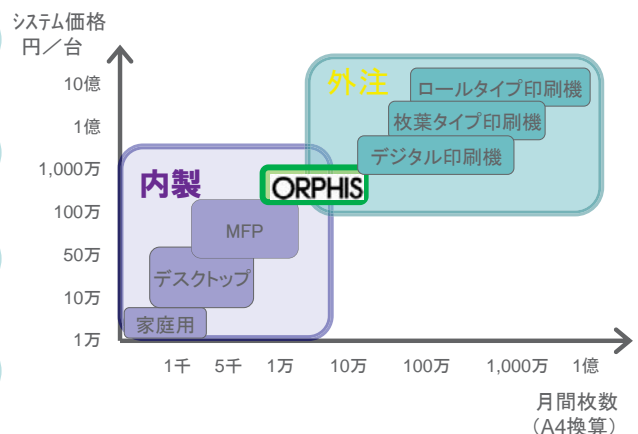 システム価格
円／台
10億
1億
1,000万
100万
50万
10万
1万
外注
ロールタイプ印刷機
枚葉タイプ印刷機
デジタル印刷機
内製
ORPHIS
MFP
デスクトップ
家庭用
1千 5千 1万 10万 100万 1,000万 1億
月間枚数
（A4換算）